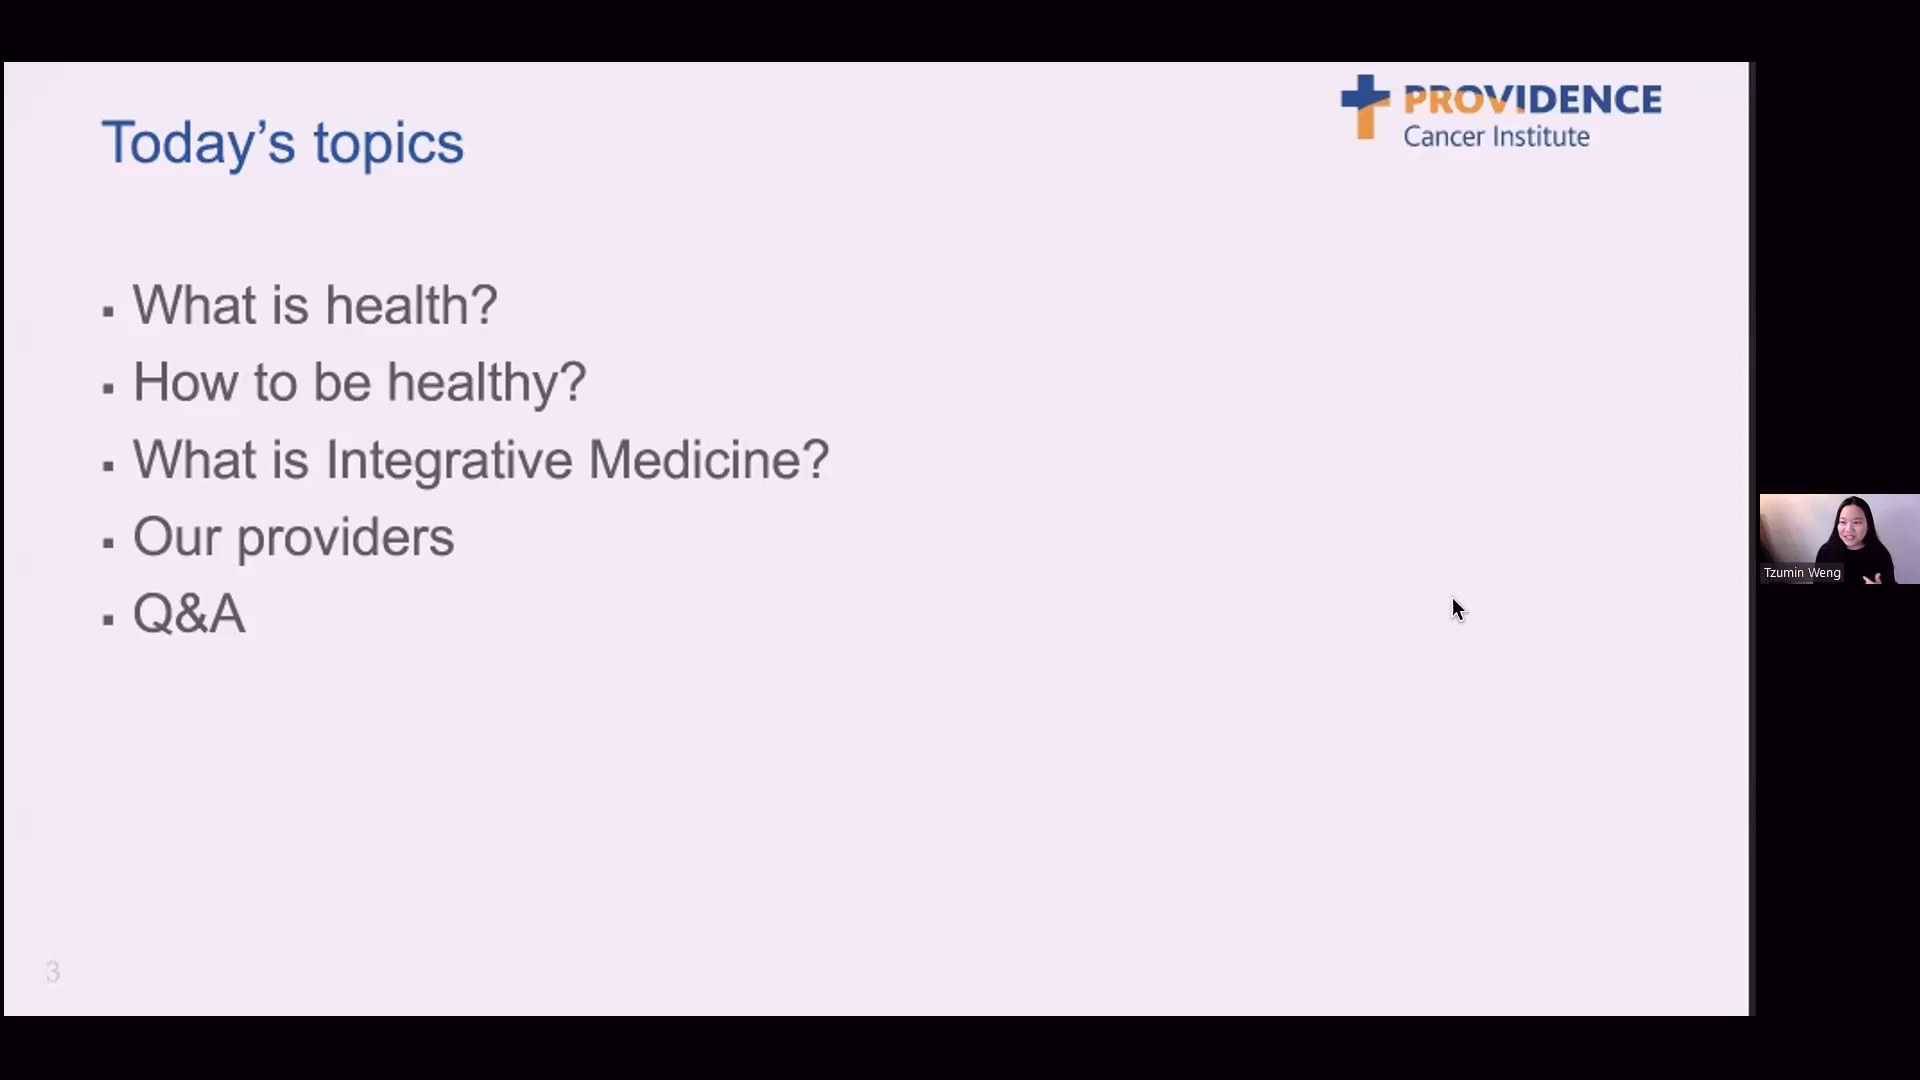 PROVIDENCE
Cancer Institute
Today's topics
▪ What is health?
▪ How to be healthy?
▪ What is Integrative Medicine?
▪ Our providers
▪ Q&A
Tzumin Weng
3